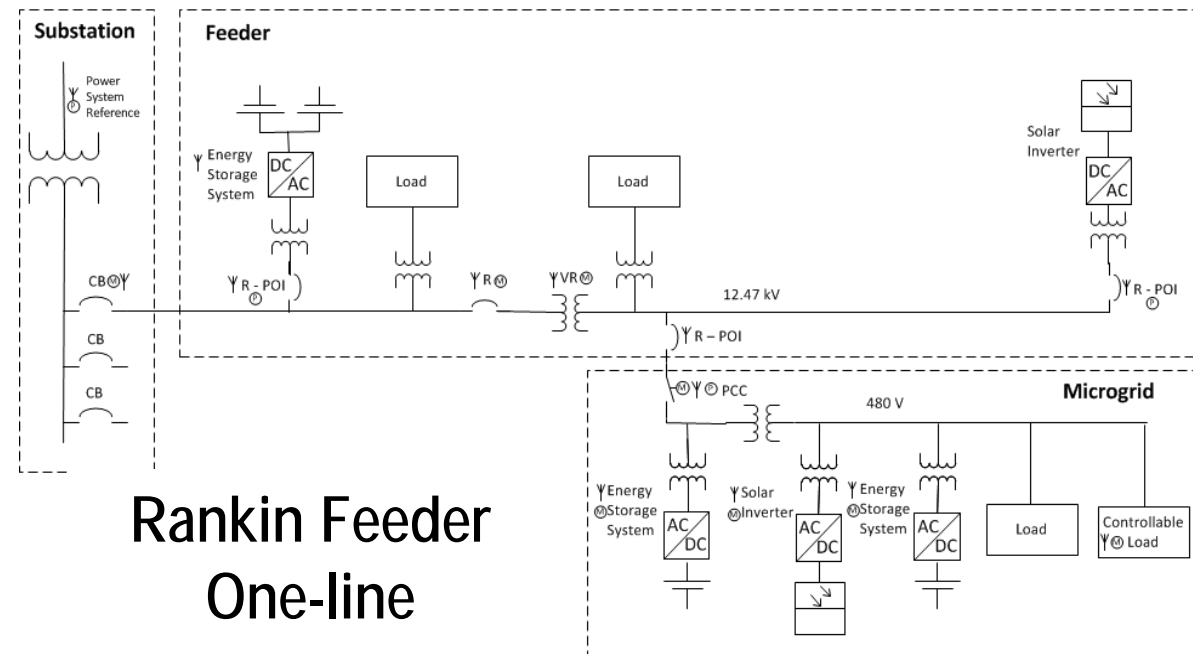 Substation
Power
System
Reference
P
CB M
CB
CB
Feeder
Energy
Storage
System
DC
AC
R - POI
P
Load
R M
VR M
Load
12.47 kV
Solar
Inverter
DC
AC
R - POI
P
R – POI
Microgrid
M P PCC
480 V
Energy
M Storage
System
AC
DC
Solar
M Inverter
AC
DC
Energy
M Storage
System
AC
DC
Load
Controllable
M Load
Rankin Feeder
One-line